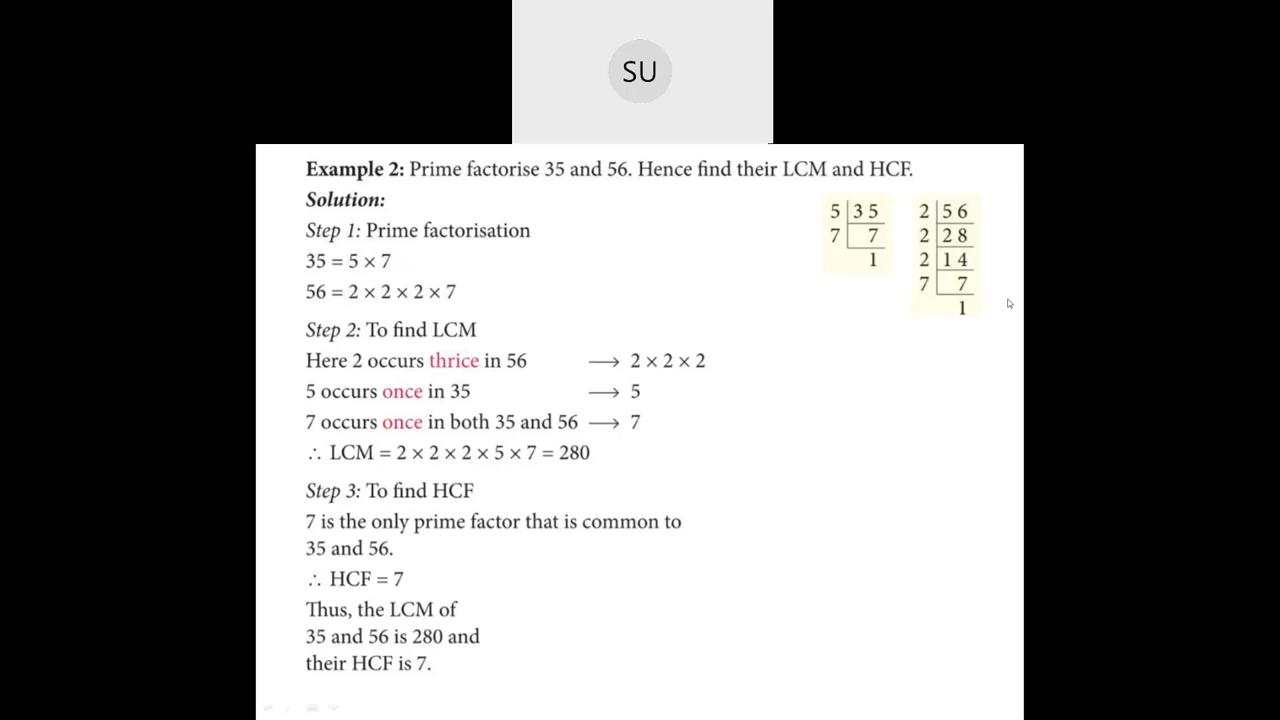 SU
Example 2: Prime factorise 35 and 56. Hence find their LCM and HCF.
Solution:
Step 1: Prime factorisation
35 = 5 × 7
56 = 2 × 2 × 2 × 7
5 35
7 7
1
2 56
2 28
2 14
7 7
1
Step 2: To find LCM
Here 2 occurs thrice in 56 ⟶ 2 × 2 × 2
5 occurs once in 35 ⟶ 5
7 occurs once in both 35 and 56 ⟶ 7
∴ LCM = 2 × 2 × 2 × 5 × 7 = 280
Step 3: To find HCF
7 is the only prime factor that is common to
35 and 56.
∴ HCF = 7
Thus, the LCM of
35 and 56 is 280 and
their HCF is 7.